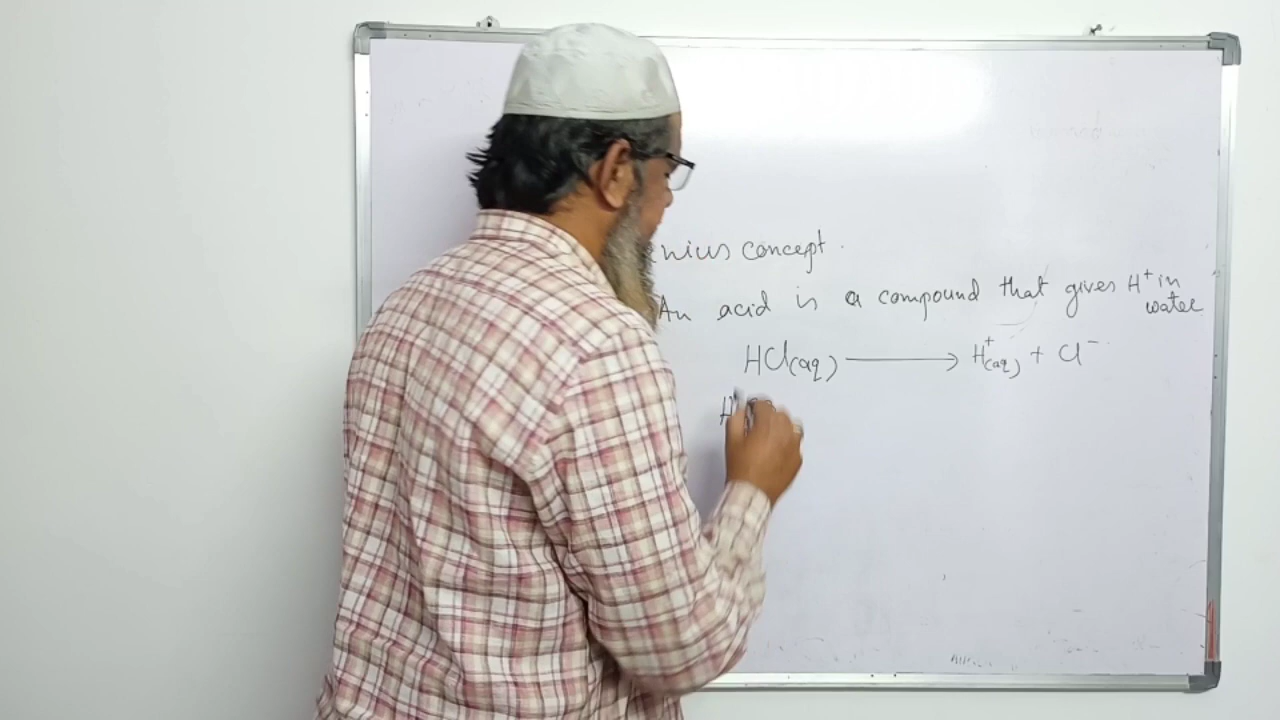 nius concept.
An acid is a compound that gives H⁺ in
water
HCl(aq) ⟶ H⁺(aq) + Cl⁻
H